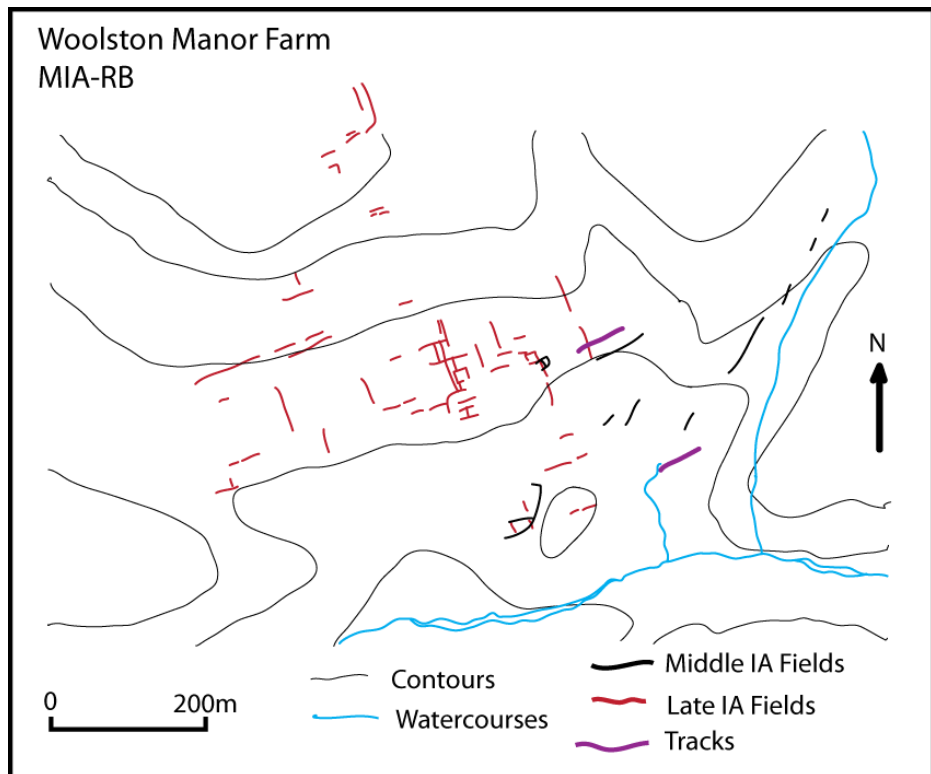 Woolston Manor Farm
MIA-RB
N
0 200m
Contours
Watercourses
Middle IA Fields
Late IA Fields
Tracks